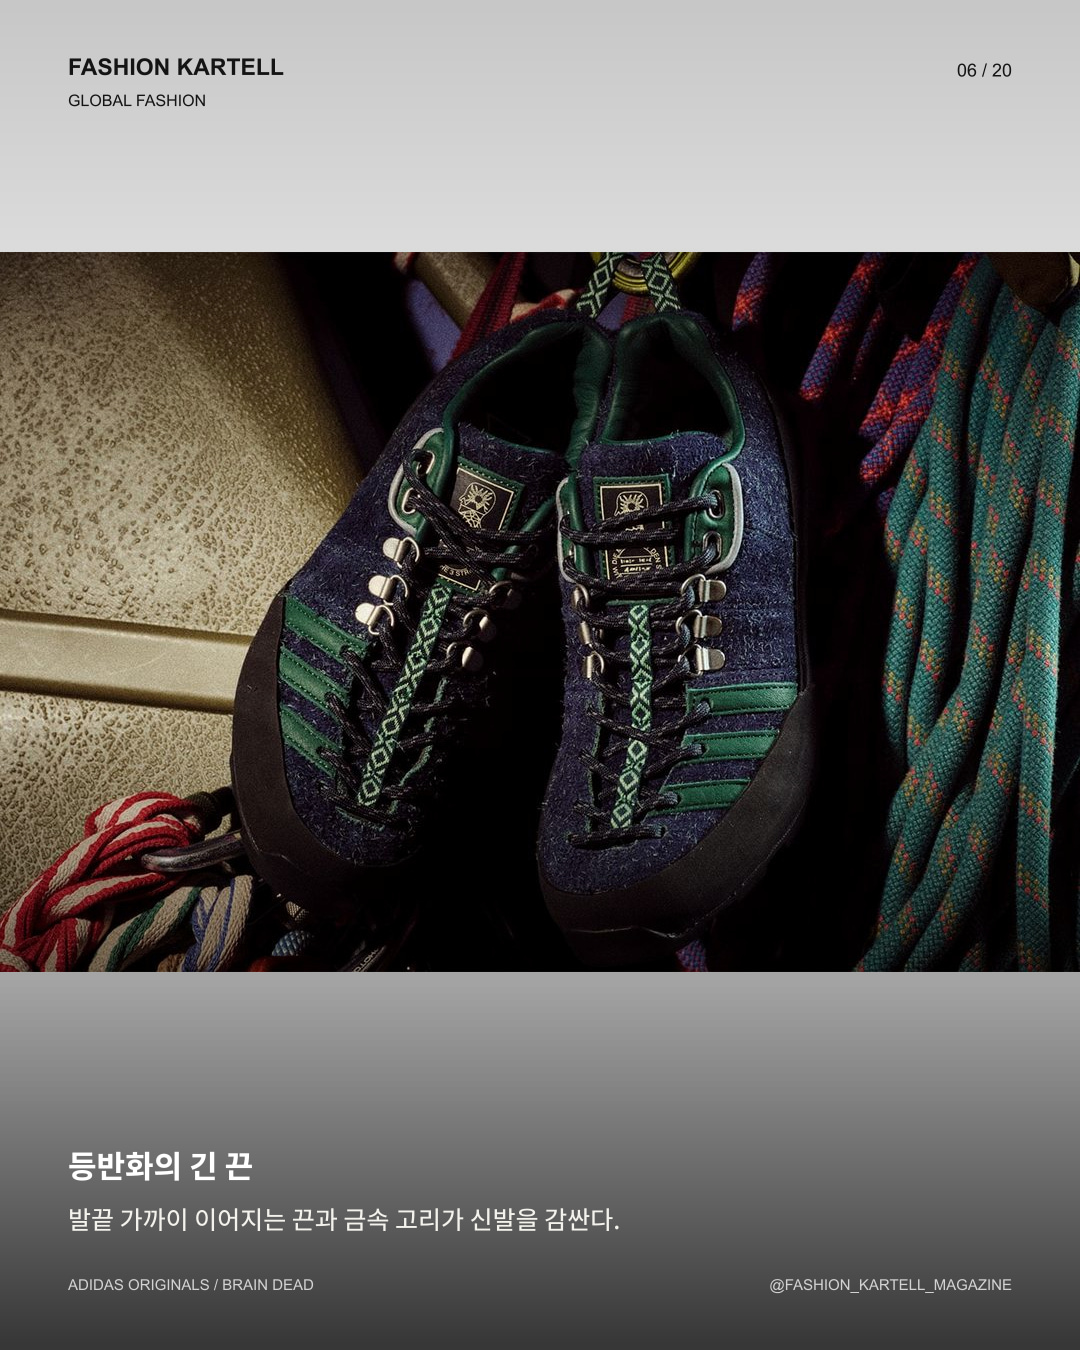 FASHION KARTELL
06 / 20
GLOBAL FASHION
등반화의 긴 끈
발끝 가까이 이어지는 끈과 금속 고리가 신발을 감싼다.
ADIDAS ORIGINALS / BRAIN DEAD
@FASHION_KARTELL_MAGAZINE